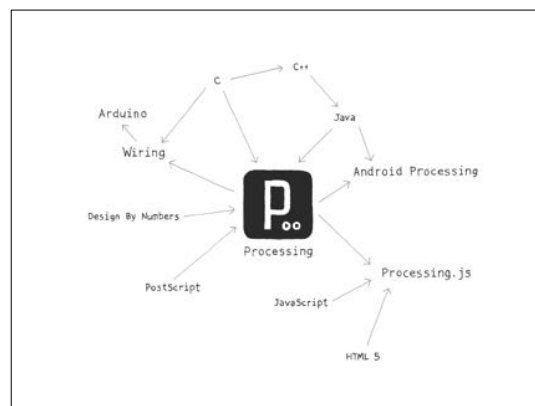 C++
C
Arduino
Java
Wiring
Android Processing
P
Design By Numbers
Processing
Processing.js
PostScript
JavaScript
HTML 5